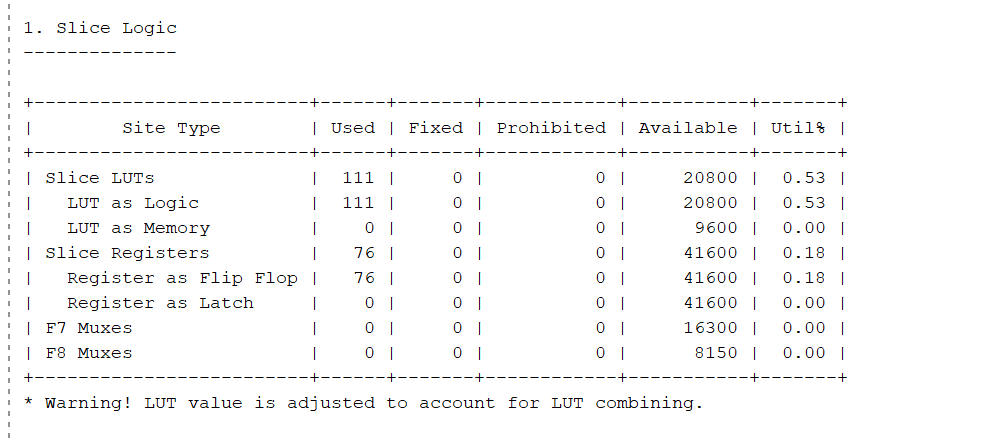 1. Slice Logic
--------------
+-------------------------+------+-------+------------+-----------+-------+
|        Site Type        | Used | Fixed | Prohibited | Available | Util% |
+-------------------------+------+-------+------------+-----------+-------+
| Slice LUTs              |  111 |     0 |          0 |     20800 |  0.53 |
|   LUT as Logic          |  111 |     0 |          0 |     20800 |  0.53 |
|   LUT as Memory         |    0 |     0 |          0 |      9600 |  0.00 |
| Slice Registers         |   76 |     0 |          0 |     41600 |  0.18 |
|   Register as Flip Flop |   76 |     0 |          0 |     41600 |  0.18 |
|   Register as Latch     |    0 |     0 |          0 |     41600 |  0.00 |
| F7 Muxes                |    0 |     0 |          0 |     16300 |  0.00 |
| F8 Muxes                |    0 |     0 |          0 |      8150 |  0.00 |
+-------------------------+------+-------+------------+-----------+-------+
* Warning! LUT value is adjusted to account for LUT combining.